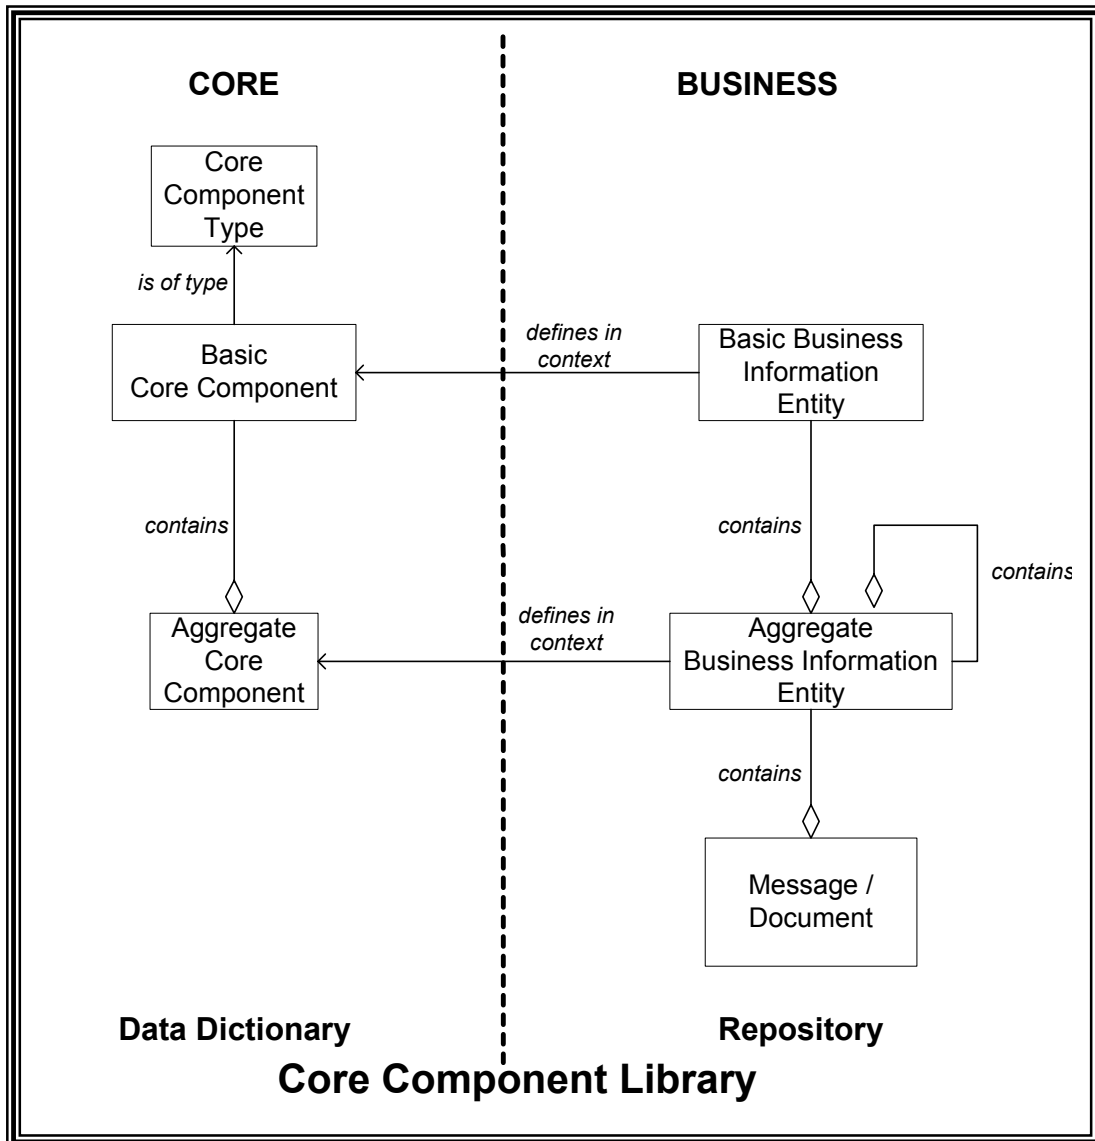 CORE
BUSINESS
Core
Component
Type
is of type
Basic
Core Component
defines in
context
Basic Business
Information
Entity
contains
contains
contains
Aggregate
Core
Component
defines in
context
Aggregate
Business Information
Entity
contains
Message /
Document
Data Dictionary
Repository
Core Component Library